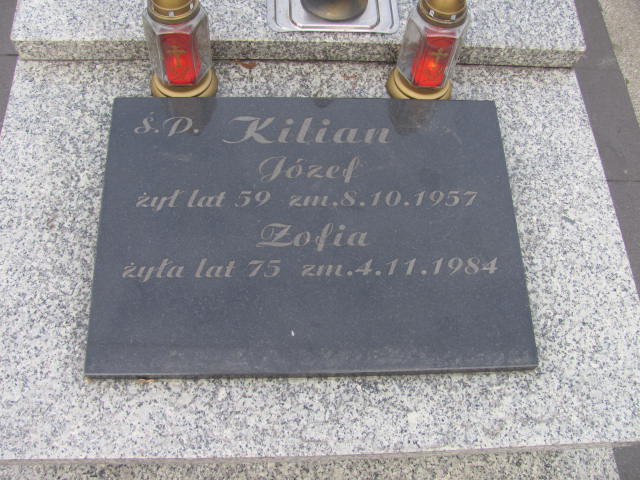 Ś.P. Kilian
Józef
żył lat 59 zm.8.10.1957
Zofia
żyła lat 75 zm.4.11.1984